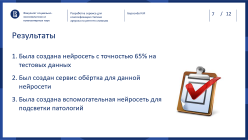 7 / 12
Результаты
1. Была создана нейросеть с точностью 65% на
тестовых данных
2. Был создан сервис обёртка для данной
нейросети
3. Была создана вспомогательная нейросеть для
подсветки патологий